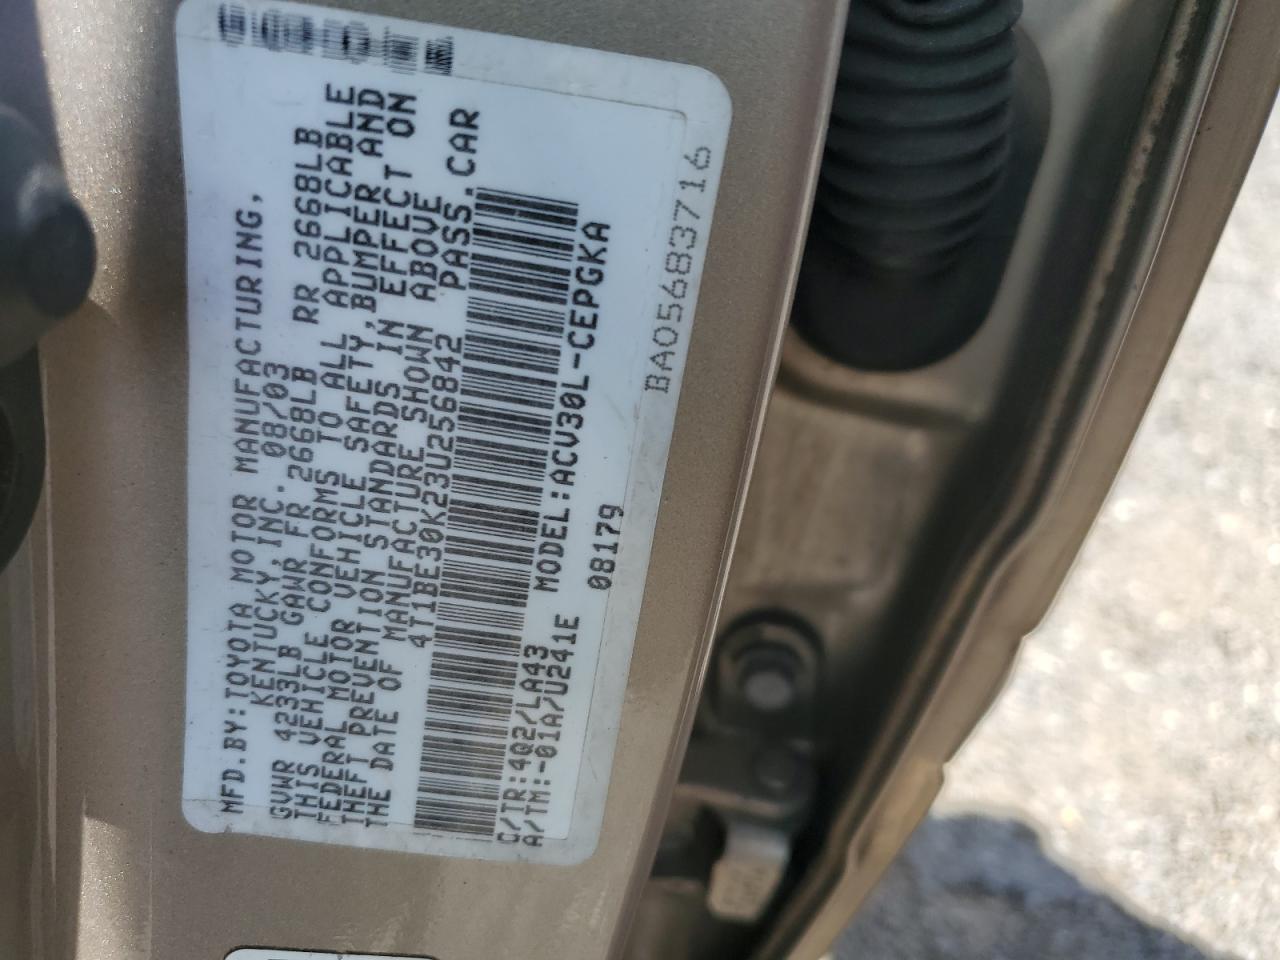 MFD.BY:TOYOTA MOTOR MANUFACTURING,
KENTUCKY,INC. 08/03
GVWR 4233LB GAWR FR 2668LB RR 2668LB
THIS VEHICLE CONFORMS TO ALL APPLICABLE
FEDERAL MOTOR VEHICLE SAFETY,BUMPER AND
THEFT PREVENTION STANDARDS IN EFFECT ON
THE DATE OF MANUFACTURE SHOWN ABOVE
4T1BE30K23U256842 PASS.CAR
C/TR:4Q2/LA43 MODEL:ACV30L-CEPGKA
A/TM:-01A/U241E 08179
BA05683716